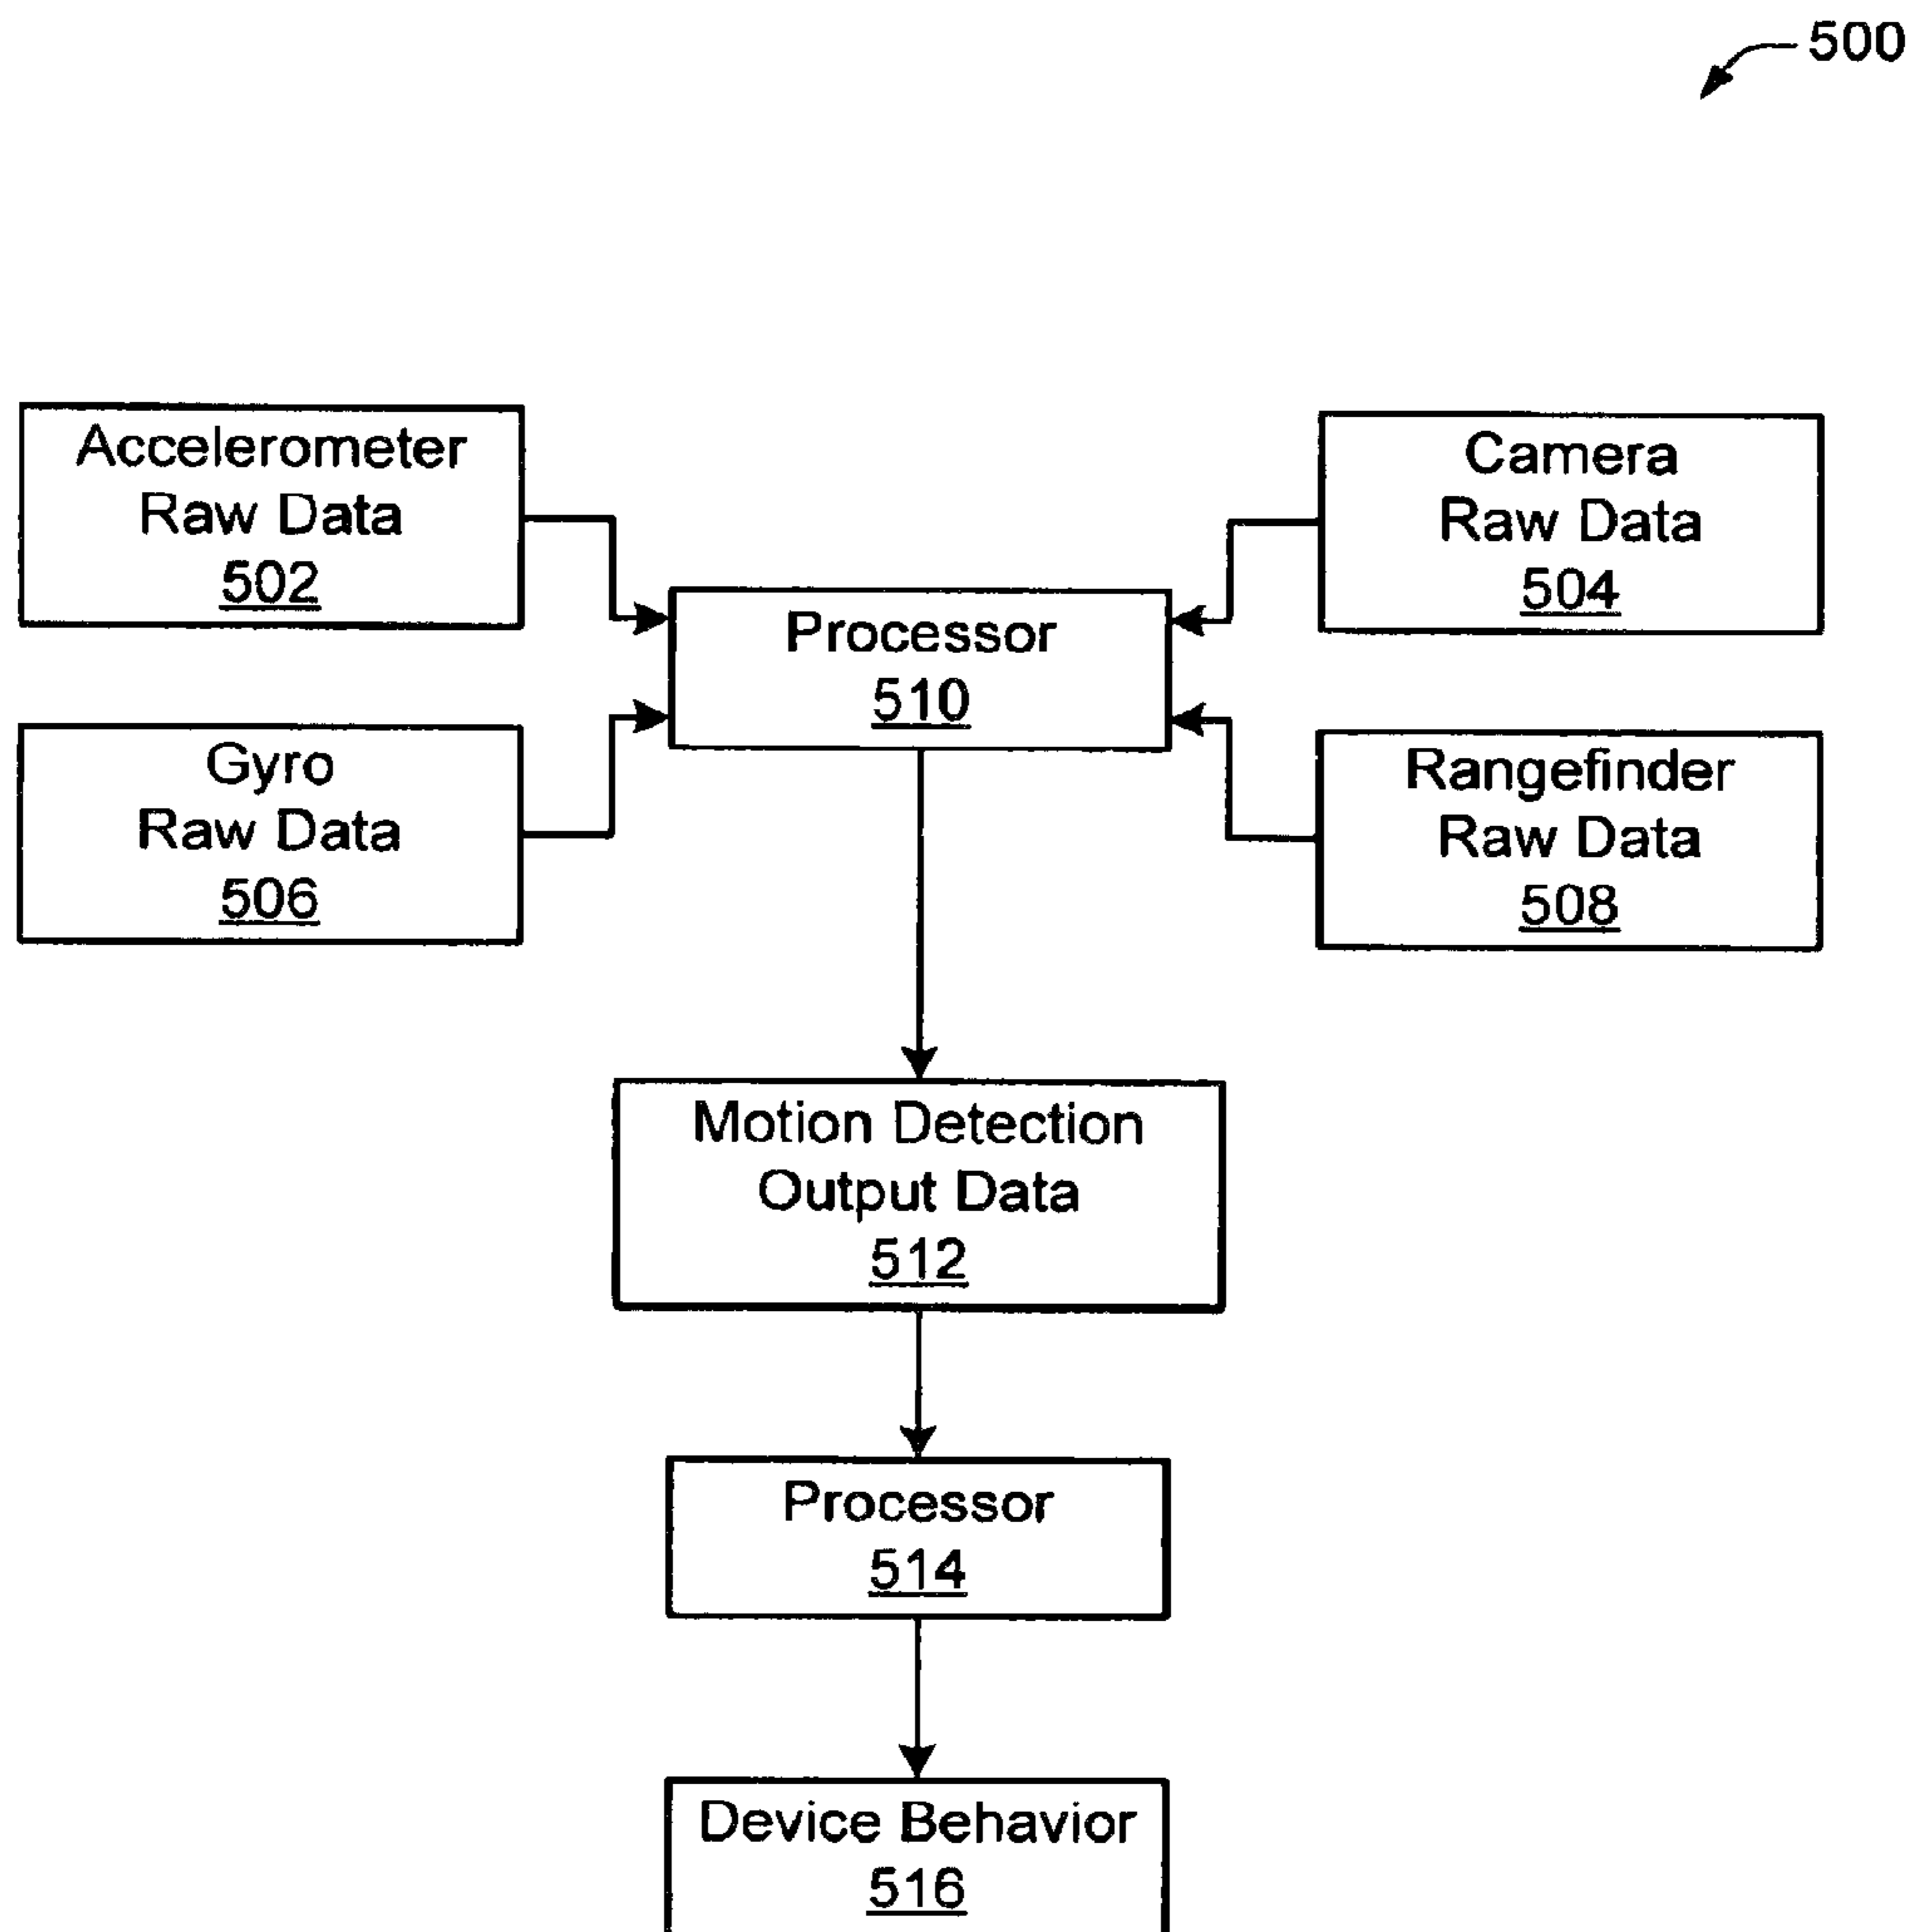 500
Accelerometer
Raw Data
502
Camera
Raw Data
504
Processor
510
Gyro
Raw Data
506
Rangefinder
Raw Data
508
Motion Detection
Output Data
512
Processor
514
Device Behavior
516